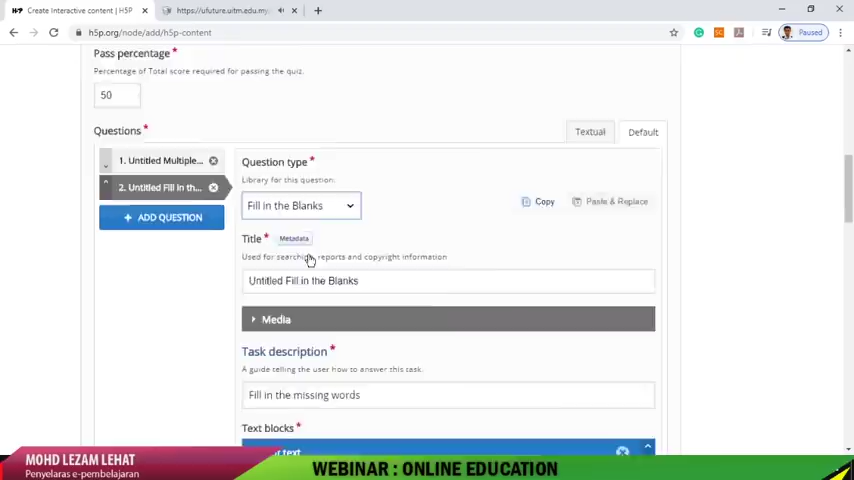 Create Interactive content | H5P
https://ufuture.uitm.edu.my
h5p.org/node/add/h5p-content
Paused
Pass percentage *
Percentage of Total score required for passing the quiz.
50
Questions *
Textual
Default
1. Untitled Multiple...
2. Untitled Fill in th...
+ ADD QUESTION
Question type *
Library for this question.
Fill in the Blanks
Copy
Paste & Replace
Title * Metadata
Used for searching, reports and copyright information
Untitled Fill in the Blanks
Media
Task description *
A guide telling the user how to answer this task.
Fill in the missing words
Text blocks *
text
MOHD LEZAM LEHAT
Penyelaras e-pembelajaran
WEBINAR : ONLINE EDUCATION